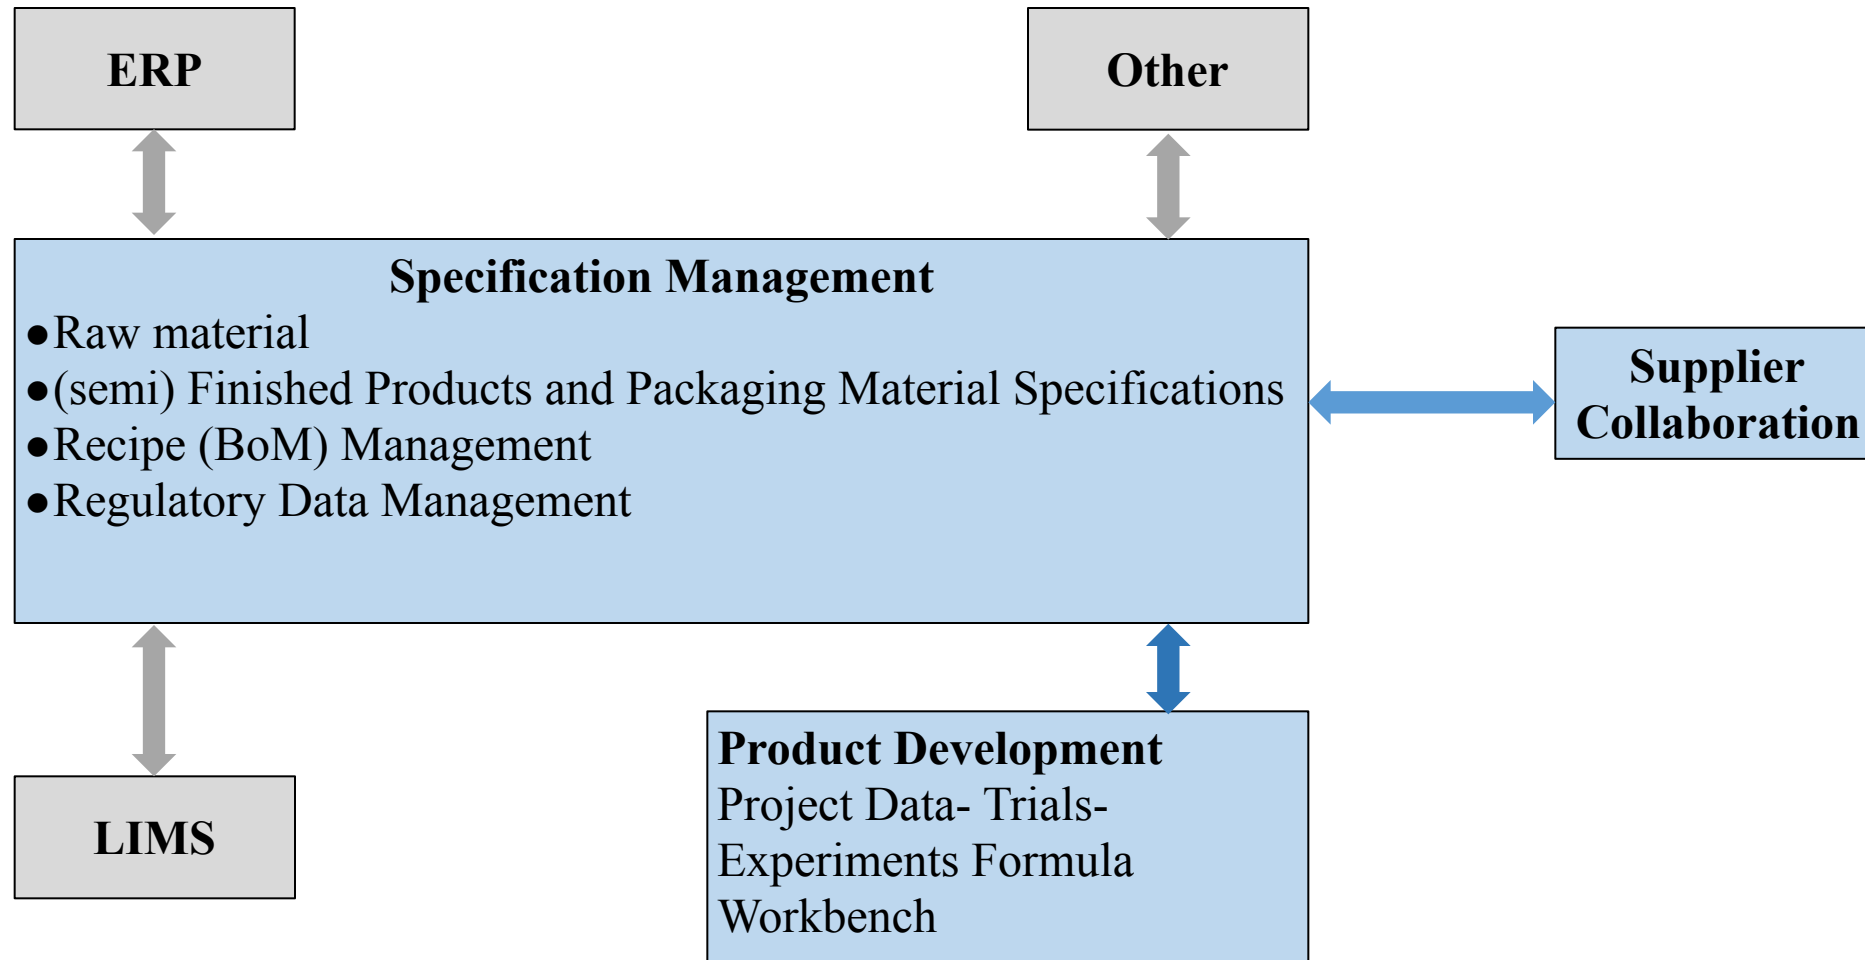 ERP
Other
Specification Management
●Raw material
●(semi) Finished Products and Packaging Material Specifications
●Recipe (BoM) Management
●Regulatory Data Management
Supplier
Collaboration
Product Development
Project Data- Trials-
Experiments Formula
Workbench
LIMS